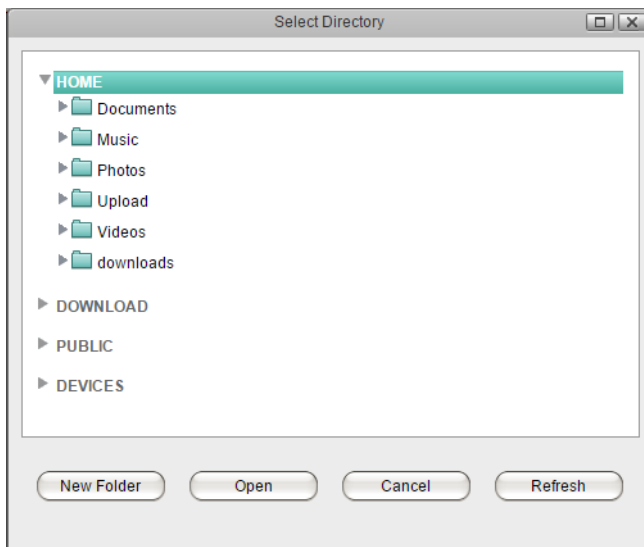 Select Directory
HOME
Documents
Music
Photos
Upload
Videos
downloads
DOWNLOAD
PUBLIC
DEVICES
New Folder Open Cancel Refresh